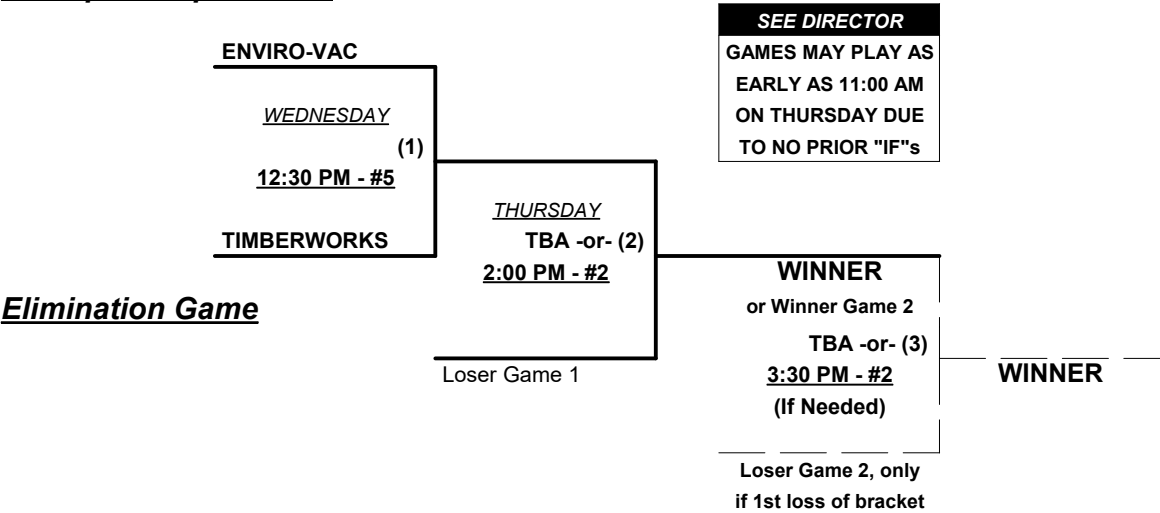 SEE DIRECTOR
GAMES MAY PLAY AS
EARLY AS 11:00 AM
ON THURSDAY DUE
TO NO PRIOR "IF"s
ENVIRO-VAC
WEDNESDAY
(1)
12:30 PM - #5
TIMBERWORKS
THURSDAY
TBA -or- (2)
2:00 PM - #2
Elimination Game
Loser Game 1
WINNER
or Winner Game 2
TBA -or- (3)
3:30 PM - #2
(If Needed)
WINNER
Loser Game 2, only
if 1st loss of bracket